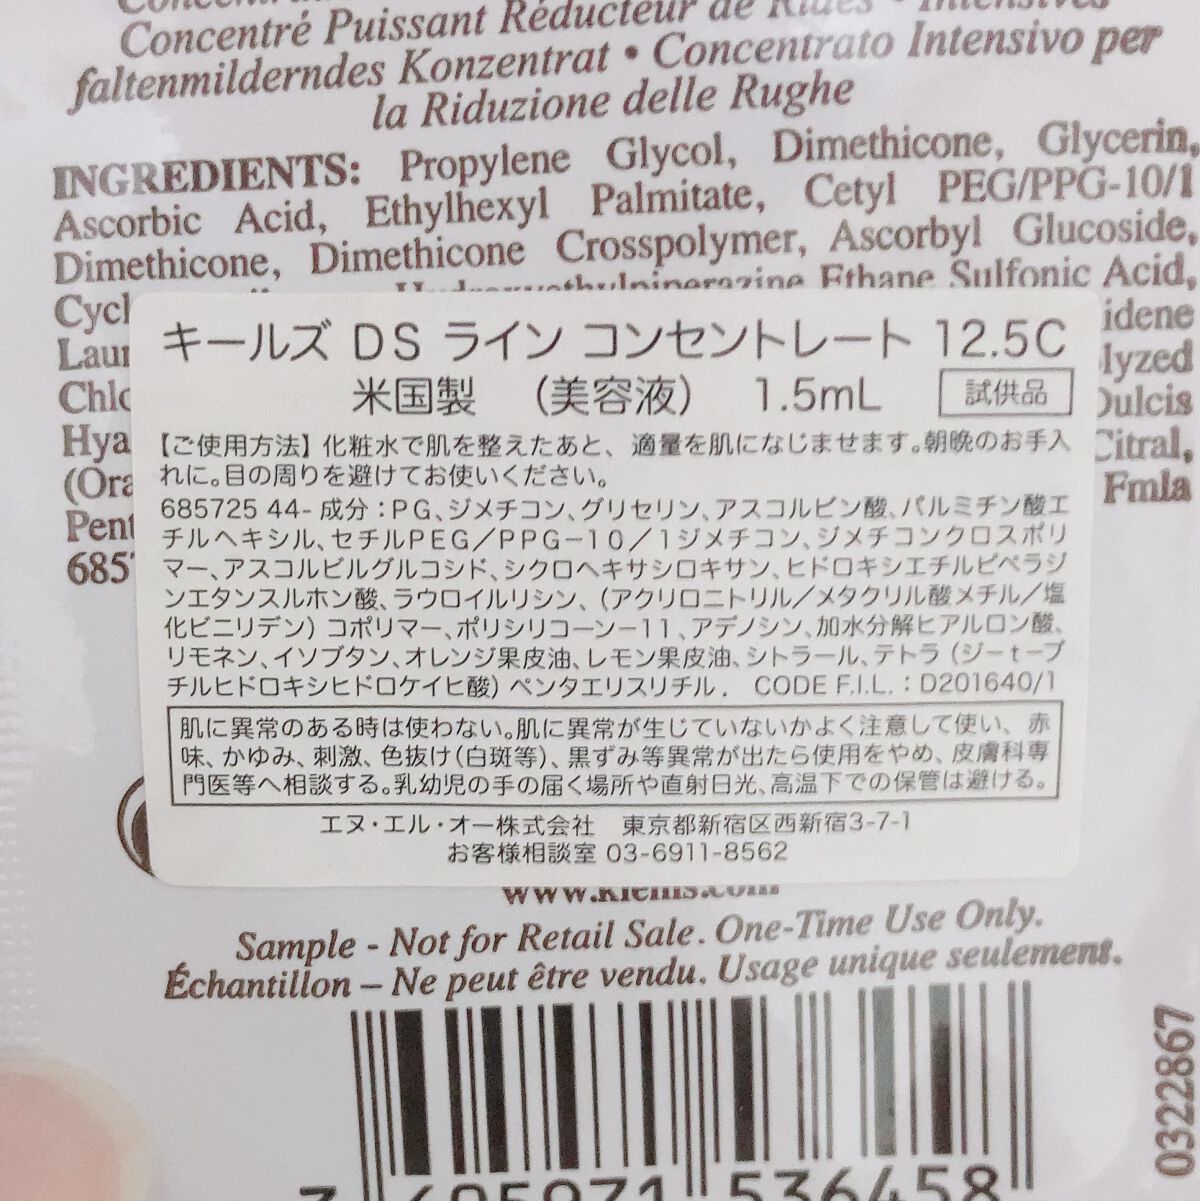 Concentré Puissant Réducteur de Rides • Intensives
faltenmilderndes Konzentrat • Concentrato Intensivo per
la Riduzione delle Rughe
INGREDIENTS: Propylene Glycol, Dimethicone, Glycerin,
Ascorbic Acid, Ethylhexyl Palmitate, Cetyl PEG/PPG-10/1
Dimethicone, Dimethicone Crosspolymer, Ascorbyl Glucoside,
Ethane Sulfonic Acid,
idene
lyzed
Dulcis
Hya
Citral,
(Ora
Fmla
Pent
685
キールズ DS ライン コンセントレート 12.5C
米国製 (美容液) 1.5mL 試供品
【ご使用方法】化粧水で肌を整えたあと、適量を肌になじませます。朝晩のお手入
れに。目の周りを避けてお使いください。
685725 44- 成分:PG、ジメチコン、グリセリン、アスコルビン酸、パルミチン酸エ
チルヘキシル、セチルPEG/PPG-10/1ジメチコン、ジメチコンクロスポリ
マー、アスコルビルグルコシド、シクロヘキサシロキサン、ヒドロキシエチルピペラジ
ンエタンスルホン酸、ラウロイルリシン、(アクリロニトリル/メタクリル酸メチル/塩
化ビニリデン)コポリマー、ポリシリコーン-11、アデノシン、加水分解ヒアルロン酸、
リモネン、イソブタン、オレンジ果皮油、レモン果皮油、シトラール、テトラ(ジ-t-ブ
チルヒドロキシヒドロケイヒ酸)ペンタエリスリチル. CODE F.I.L.:D201640/1
肌に異常のある時は使わない。肌に異常が生じていないかよく注意して使い、赤
味、かゆみ、刺激、色抜け(白斑等)、黒ずみ等異常が出たら使用をやめ、皮膚科専
門医等へ相談する。乳幼児の手の届く場所や直射日光、高温下での保管は避ける。
エヌ・エル・オー株式会社 東京都新宿区西新宿3-7-1
お客様相談室 03-6911-8562
www.kiehls.com
Sample - Not for Retail Sale. One-Time Use Only.
Échantillon – Ne peut être vendu. Usage unique seulement.
3 605971 536458
0322867